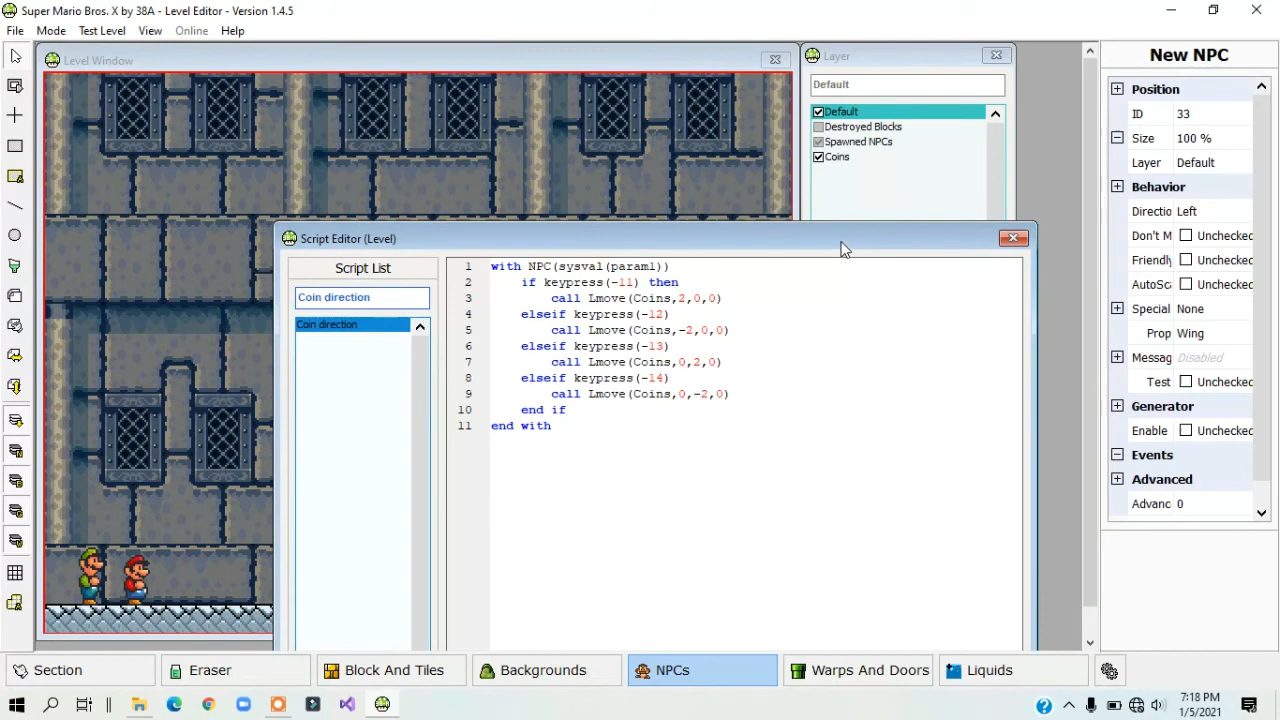 Super Mario Bros. X by 38A - Level Editor - Version 1.4.5
File Mode Test Level View Online Help
Level Window
Layer
Default
Default
Destroyed Blocks
Spawned NPCs
Coins
Script Editor (Level)
Script List
Coin direction
Coin direction
1 with NPC(sysval(param1))
2 if keypress(-11) then
3 call Lmove(Coins,2,0,0)
4 elseif keypress(-12)
5 call Lmove(Coins,-2,0,0)
6 elseif keypress(-13)
7 call Lmove(Coins,0,2,0)
8 elseif keypress(-14)
9 call Lmove(Coins,0,-2,0)
10 end if
11 end with
New NPC
Position
ID 33
Size 100 %
Layer Default
Behavior
Directio Left
Don't M Unchecked
Friendly Unchecked
AutoSca Unchecked
Special None
Prop Wing
Messag Disabled
Test Unchecked
Generator
Enable Unchecked
Events
Advanced
Advanc 0
Section Eraser Block And Tiles Backgrounds NPCs Warps And Doors Liquids
7:18 PM
1/5/2021